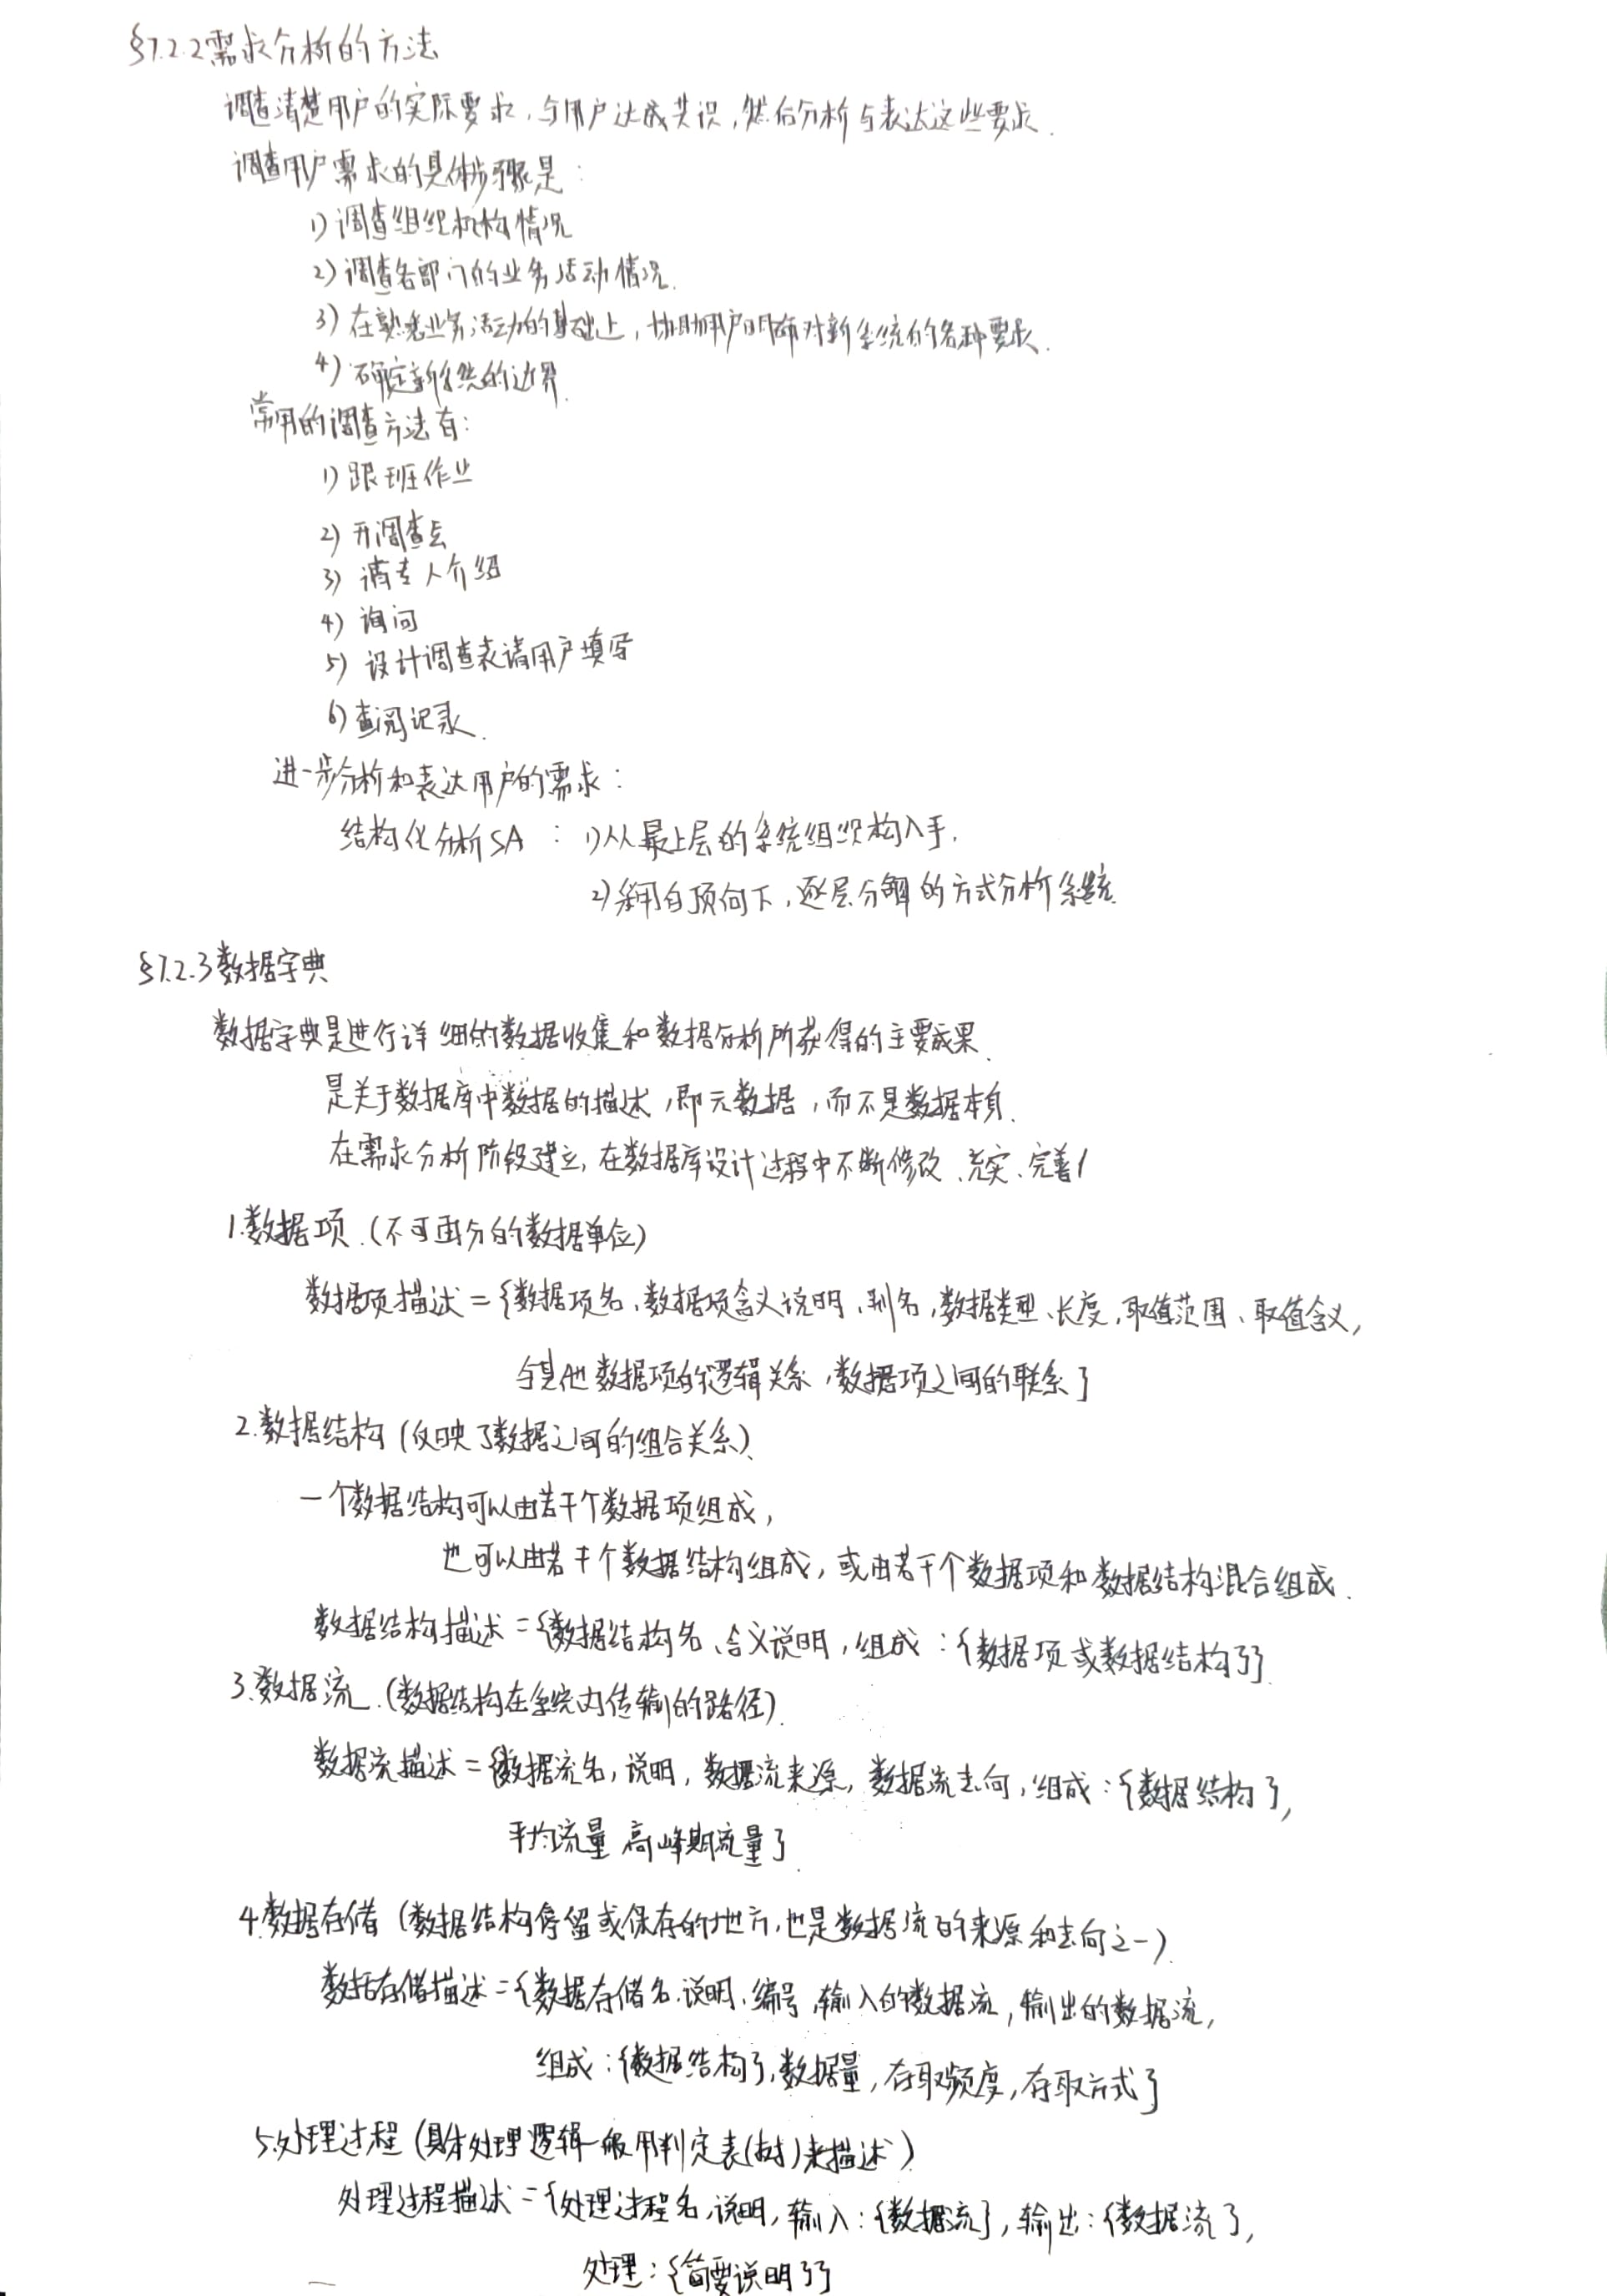 §7.2.2需求分析的方法
调查清楚用户的实际要求,与用户达成共识,然后分析与表达这些要求.
调查用户需求的具体步骤是:
1)调查组织机构情况
2)调查各部门的业务活动情况.
3)在熟悉业务活动的基础上,协助用户明确对新系统的各种要求.
4)确定新系统的边界.
常用的调查方法有:
1)跟班作业
2)开调查会
3)请专人介绍
4)询问
5)设计调查表请用户填写
6)查阅记录.
进一步分析和表达用户的需求:
结构化分析SA : 1)从最上层的系统组织构入手.
2)采用自顶向下,逐层分解的方式分析系统
§7.2.3数据字典
数据字典是进行详细的数据收集和数据分析所获得的主要成果.
是关于数据库中数据的描述,即元数据,而不是数据本身.
在需求分析阶段建立,在数据库设计过程中不断修改、充实、完善
1.数据项.(不可再分的数据单位)
数据项描述={数据项名、数据项含义说明、别名,数据类型、长度,取值范围、取值含义,
与其他数据项的逻辑关系,数据项之间的联系}
2.数据结构(反映了数据之间的组合关系).
一个数据结构可以由若干个数据项组成,
也可以由若干个数据结构组成,或由若干个数据项和数据结构混合组成.
数据结构描述={数据结构名、含义说明,组成:{数据项或数据结构}}.
3.数据流.(数据结构在系统内传输的路径).
数据流描述={数据流名,说明,数据流来源,数据流去向,组成:{数据结构},
平均流量 高峰期流量}.
4.数据存储(数据结构停留或保存的地方,也是数据流的来源和去向之一).
数据存储描述={数据存储名.说明.编号,输入的数据流,输出的数据流,
组成:{数据结构},数据量,存取频度,存取方式}
5.处理过程(具体处理逻辑一般用判定表(树)来描述)
处理过程描述={处理过程名,说明,输入:{数据流},输出:{数据流},
处理:{简要说明}}